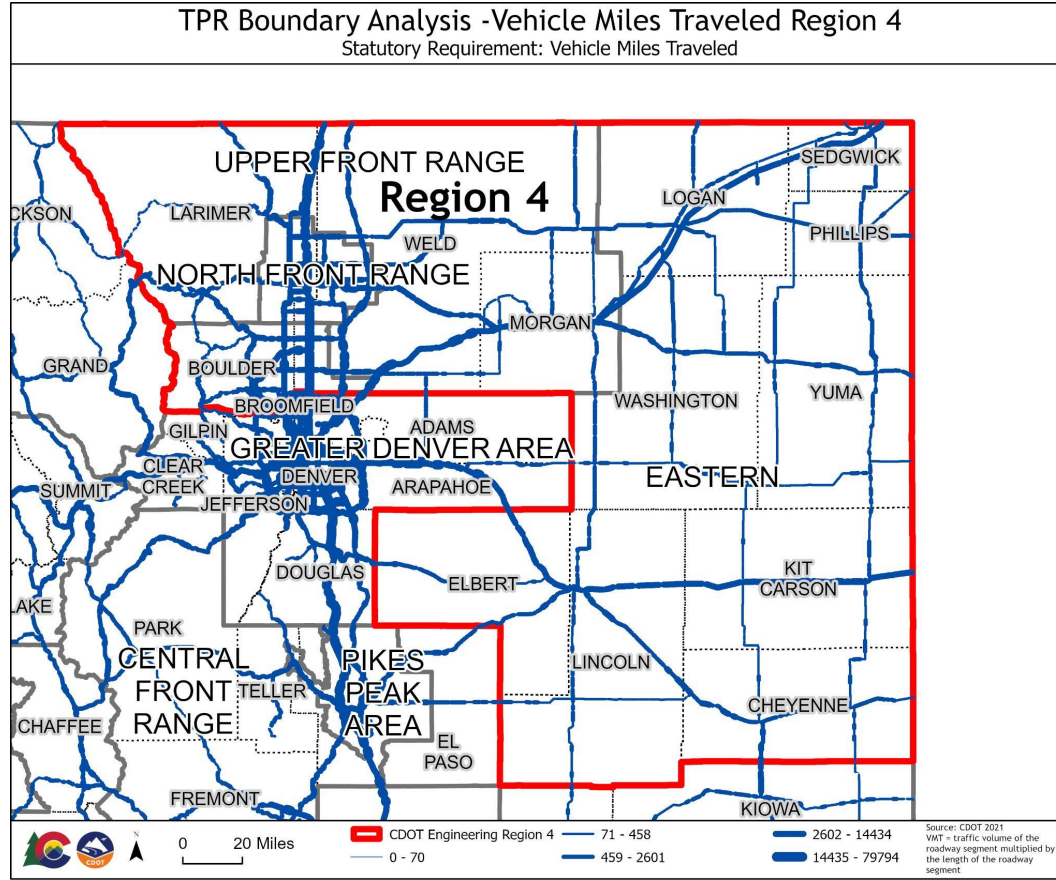 TPR Boundary Analysis -Vehicle Miles Traveled Region 4
Statutory Requirement: Vehicle Miles Traveled
UPPER FRONT RANGE
SEDGWICK
Region 4
LOGAN
CKSON
LARIMER
WELD
PHILLIPS
NORTH FRONT RANGE
MORGAN
GRAND
BOULDER
YUMA
WASHINGTON
BROOMFIELD
GILPIN
ADAMS
GREATER DENVER AREA
CLEAR
CREEK
DENVER
EASTERN
SUMMIT
ARAPAHOE
JEFFERSON
DOUGLAS
ELBERT
KIT
CARSON
LAKE
PARK
CENTRAL
FRONT
RANGE
TELLER
PIKES
PEAK
AREA
LINCOLN
CHEYENNE
CHAFFEE
EL
PASO
FREMONT
KIOWA
CDOT
N
0 20 Miles
CDOT Engineering Region 4
0 - 70
71 - 458
459 - 2601
2602 - 14434
14435 - 79794
Source: CDOT 2021
VMT = traffic volume of the
roadway segment multiplied by
the length of the roadway
segment